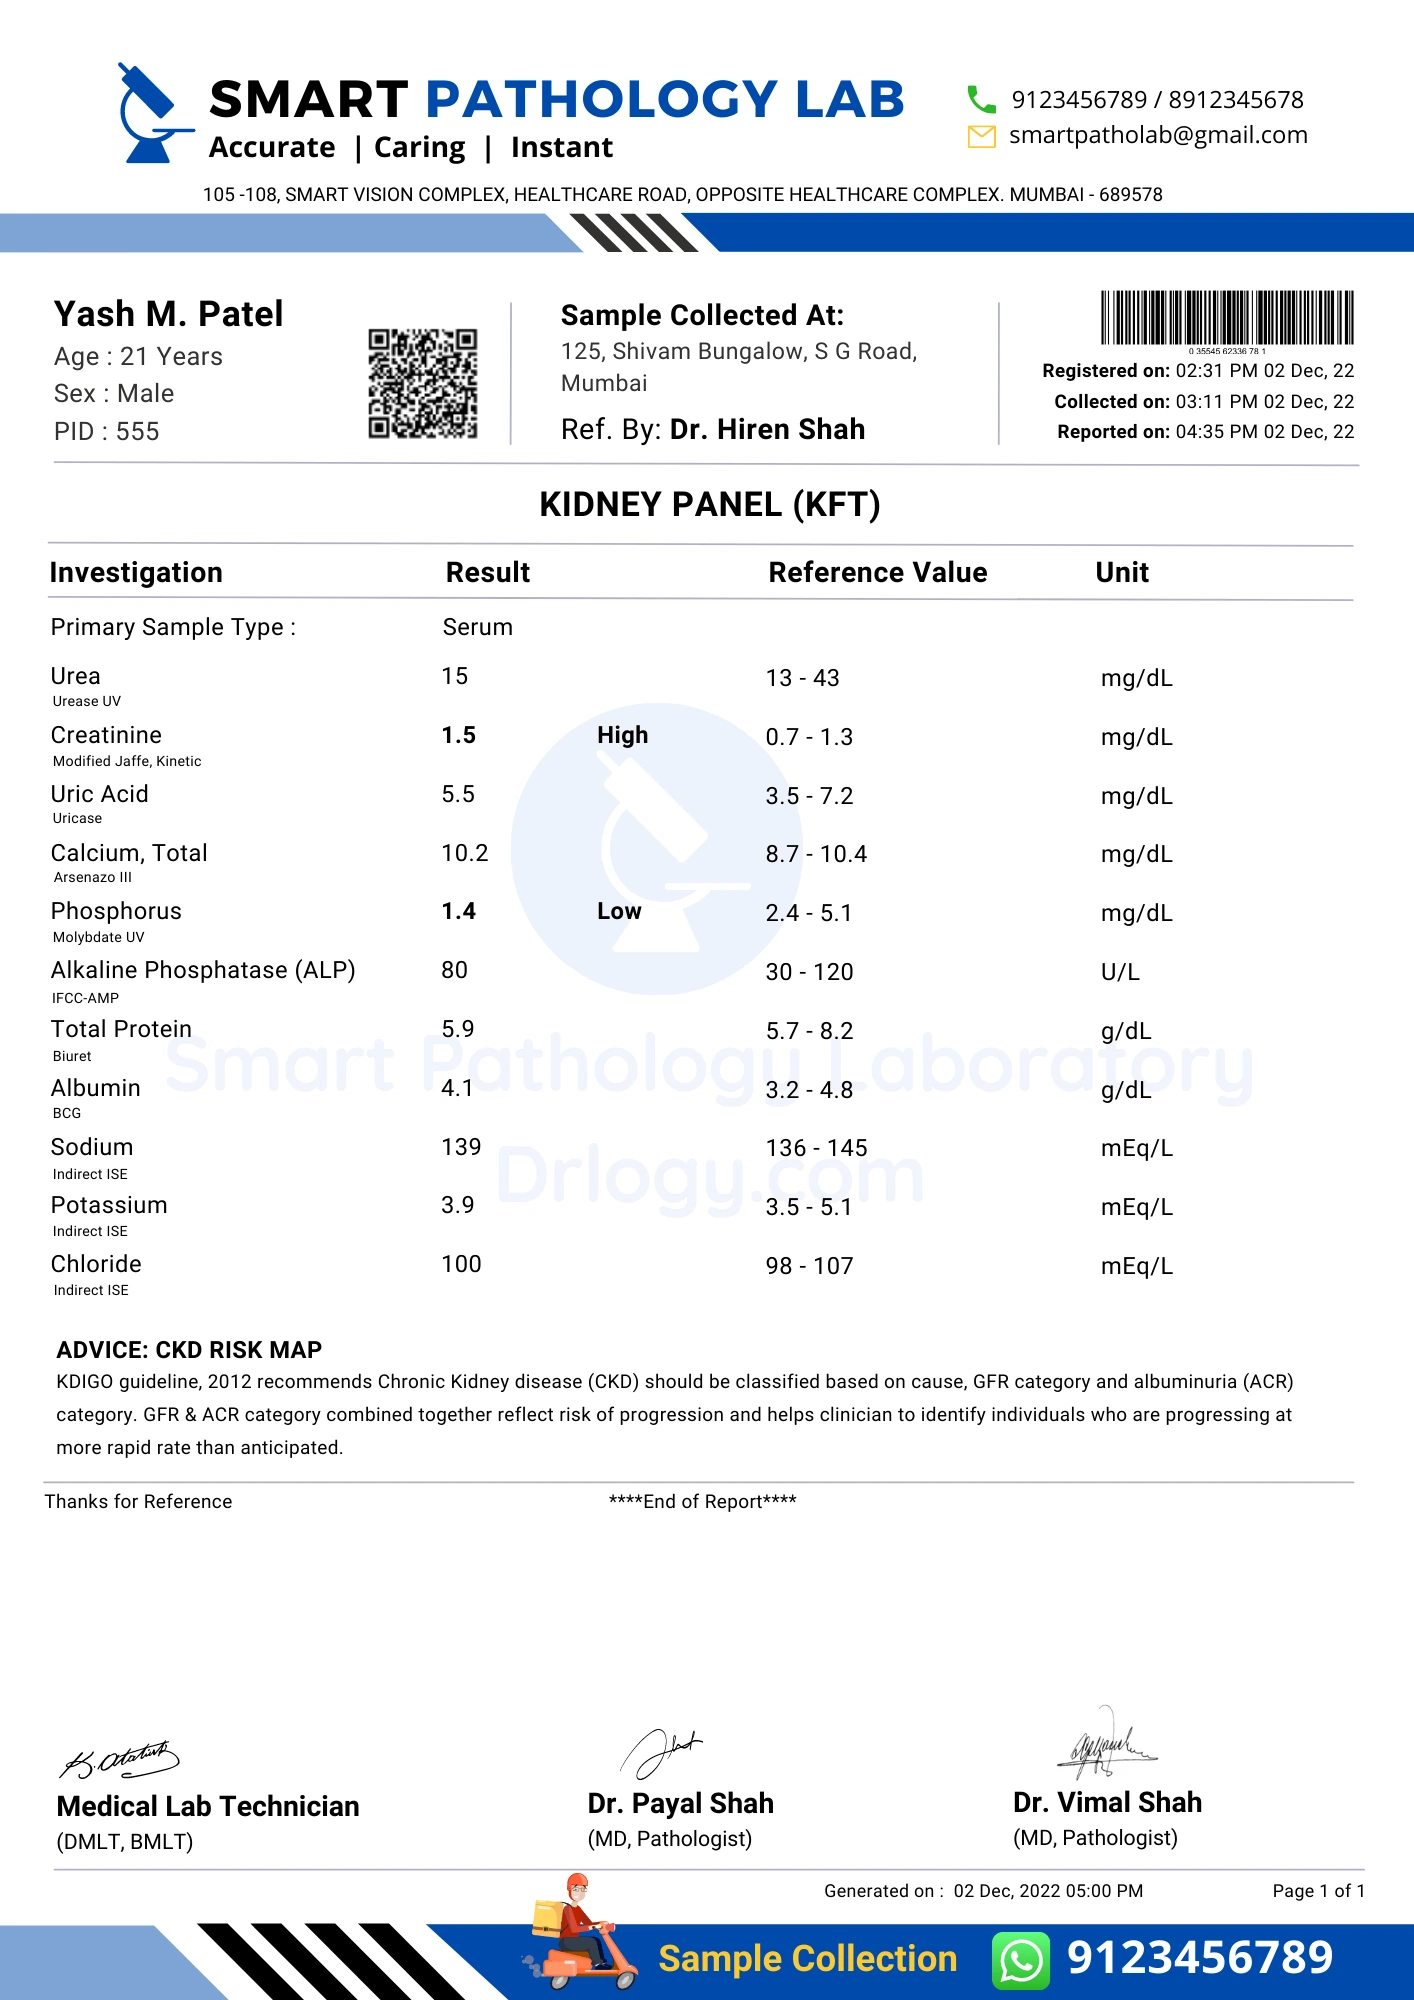 SMART PATHOLOGY LAB
Accurate | Caring | Instant
9123456789 / 8912345678
smartpatholab@gmail.com
105 -108, SMART VISION COMPLEX, HEALTHCARE ROAD, OPPOSITE HEALTHCARE COMPLEX. MUMBAI - 689578
Yash M. Patel
Age : 21 Years
Sex : Male
PID : 555
Sample Collected At:
125, Shivam Bungalow, S G Road,
Mumbai
Ref. By: Dr. Hiren Shah
0 35545 62336 78 1
Registered on: 02:31 PM 02 Dec, 22
Collected on: 03:11 PM 02 Dec, 22
Reported on: 04:35 PM 02 Dec, 22
KIDNEY PANEL (KFT)
Investigation Result Reference Value Unit
Primary Sample Type : Serum
Urea 15 13 - 43 mg/dL
Urease UV
Creatinine 1.5 High 0.7 - 1.3 mg/dL
Modified Jaffe, Kinetic
Uric Acid 5.5 3.5 - 7.2 mg/dL
Uricase
Calcium, Total 10.2 8.7 - 10.4 mg/dL
Arsenazo III
Phosphorus 1.4 Low 2.4 - 5.1 mg/dL
Molybdate UV
Alkaline Phosphatase (ALP) 80 30 - 120 U/L
IFCC-AMP
Total Protein 5.9 5.7 - 8.2 g/dL
Biuret
Smart Pathology Laboratory
Albumin 4.1 3.2 - 4.8 g/dL
BCG
Sodium 139 136 - 145 mEq/L
Indirect ISE
Drlogy.com
Potassium 3.9 3.5 - 5.1 mEq/L
Indirect ISE
Chloride 100 98 - 107 mEq/L
Indirect ISE
ADVICE: CKD RISK MAP
KDIGO guideline, 2012 recommends Chronic Kidney disease (CKD) should be classified based on cause, GFR category and albuminuria (ACR)
category. GFR & ACR category combined together reflect risk of progression and helps clinician to identify individuals who are progressing at
more rapid rate than anticipated.
Thanks for Reference ****End of Report****
Medical Lab Technician
(DMLT, BMLT)
Dr. Payal Shah
(MD, Pathologist)
Dr. Vimal Shah
(MD, Pathologist)
Generated on : 02 Dec, 2022 05:00 PM Page 1 of 1
Sample Collection 9123456789